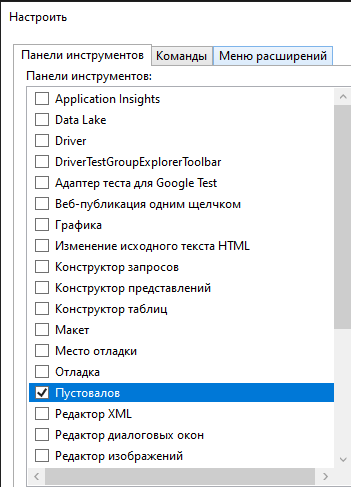 Настроить
Панели инструментов Команды Меню расширений
Панели инструментов:
Application Insights
Data Lake
Driver
DriverTestGroupExplorerToolbar
Адаптер теста для Google Test
Веб-публикация одним щелчком
Графика
Изменение исходного текста HTML
Конструктор запросов
Конструктор представлений
Конструктор таблиц
Макет
Место отладки
Отладка
Пустовалов
Редактор XML
Редактор диалоговых окон
Редактор изображений